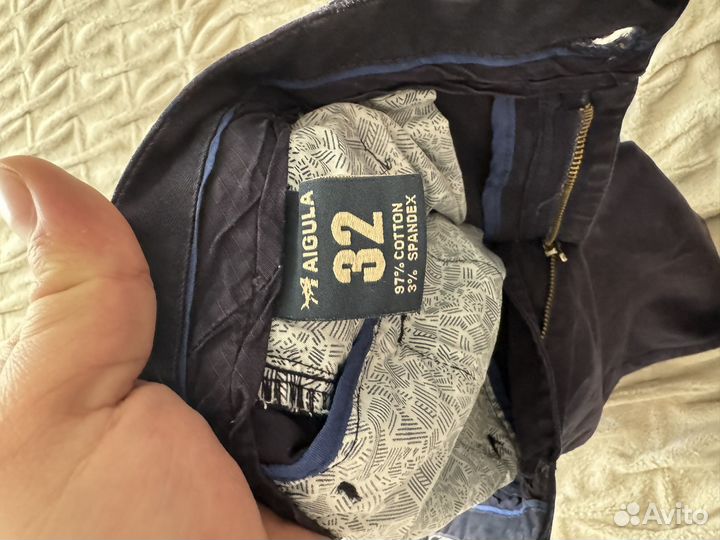 AIGULA
32
97% COTTON
3% SPANDEX
Avito